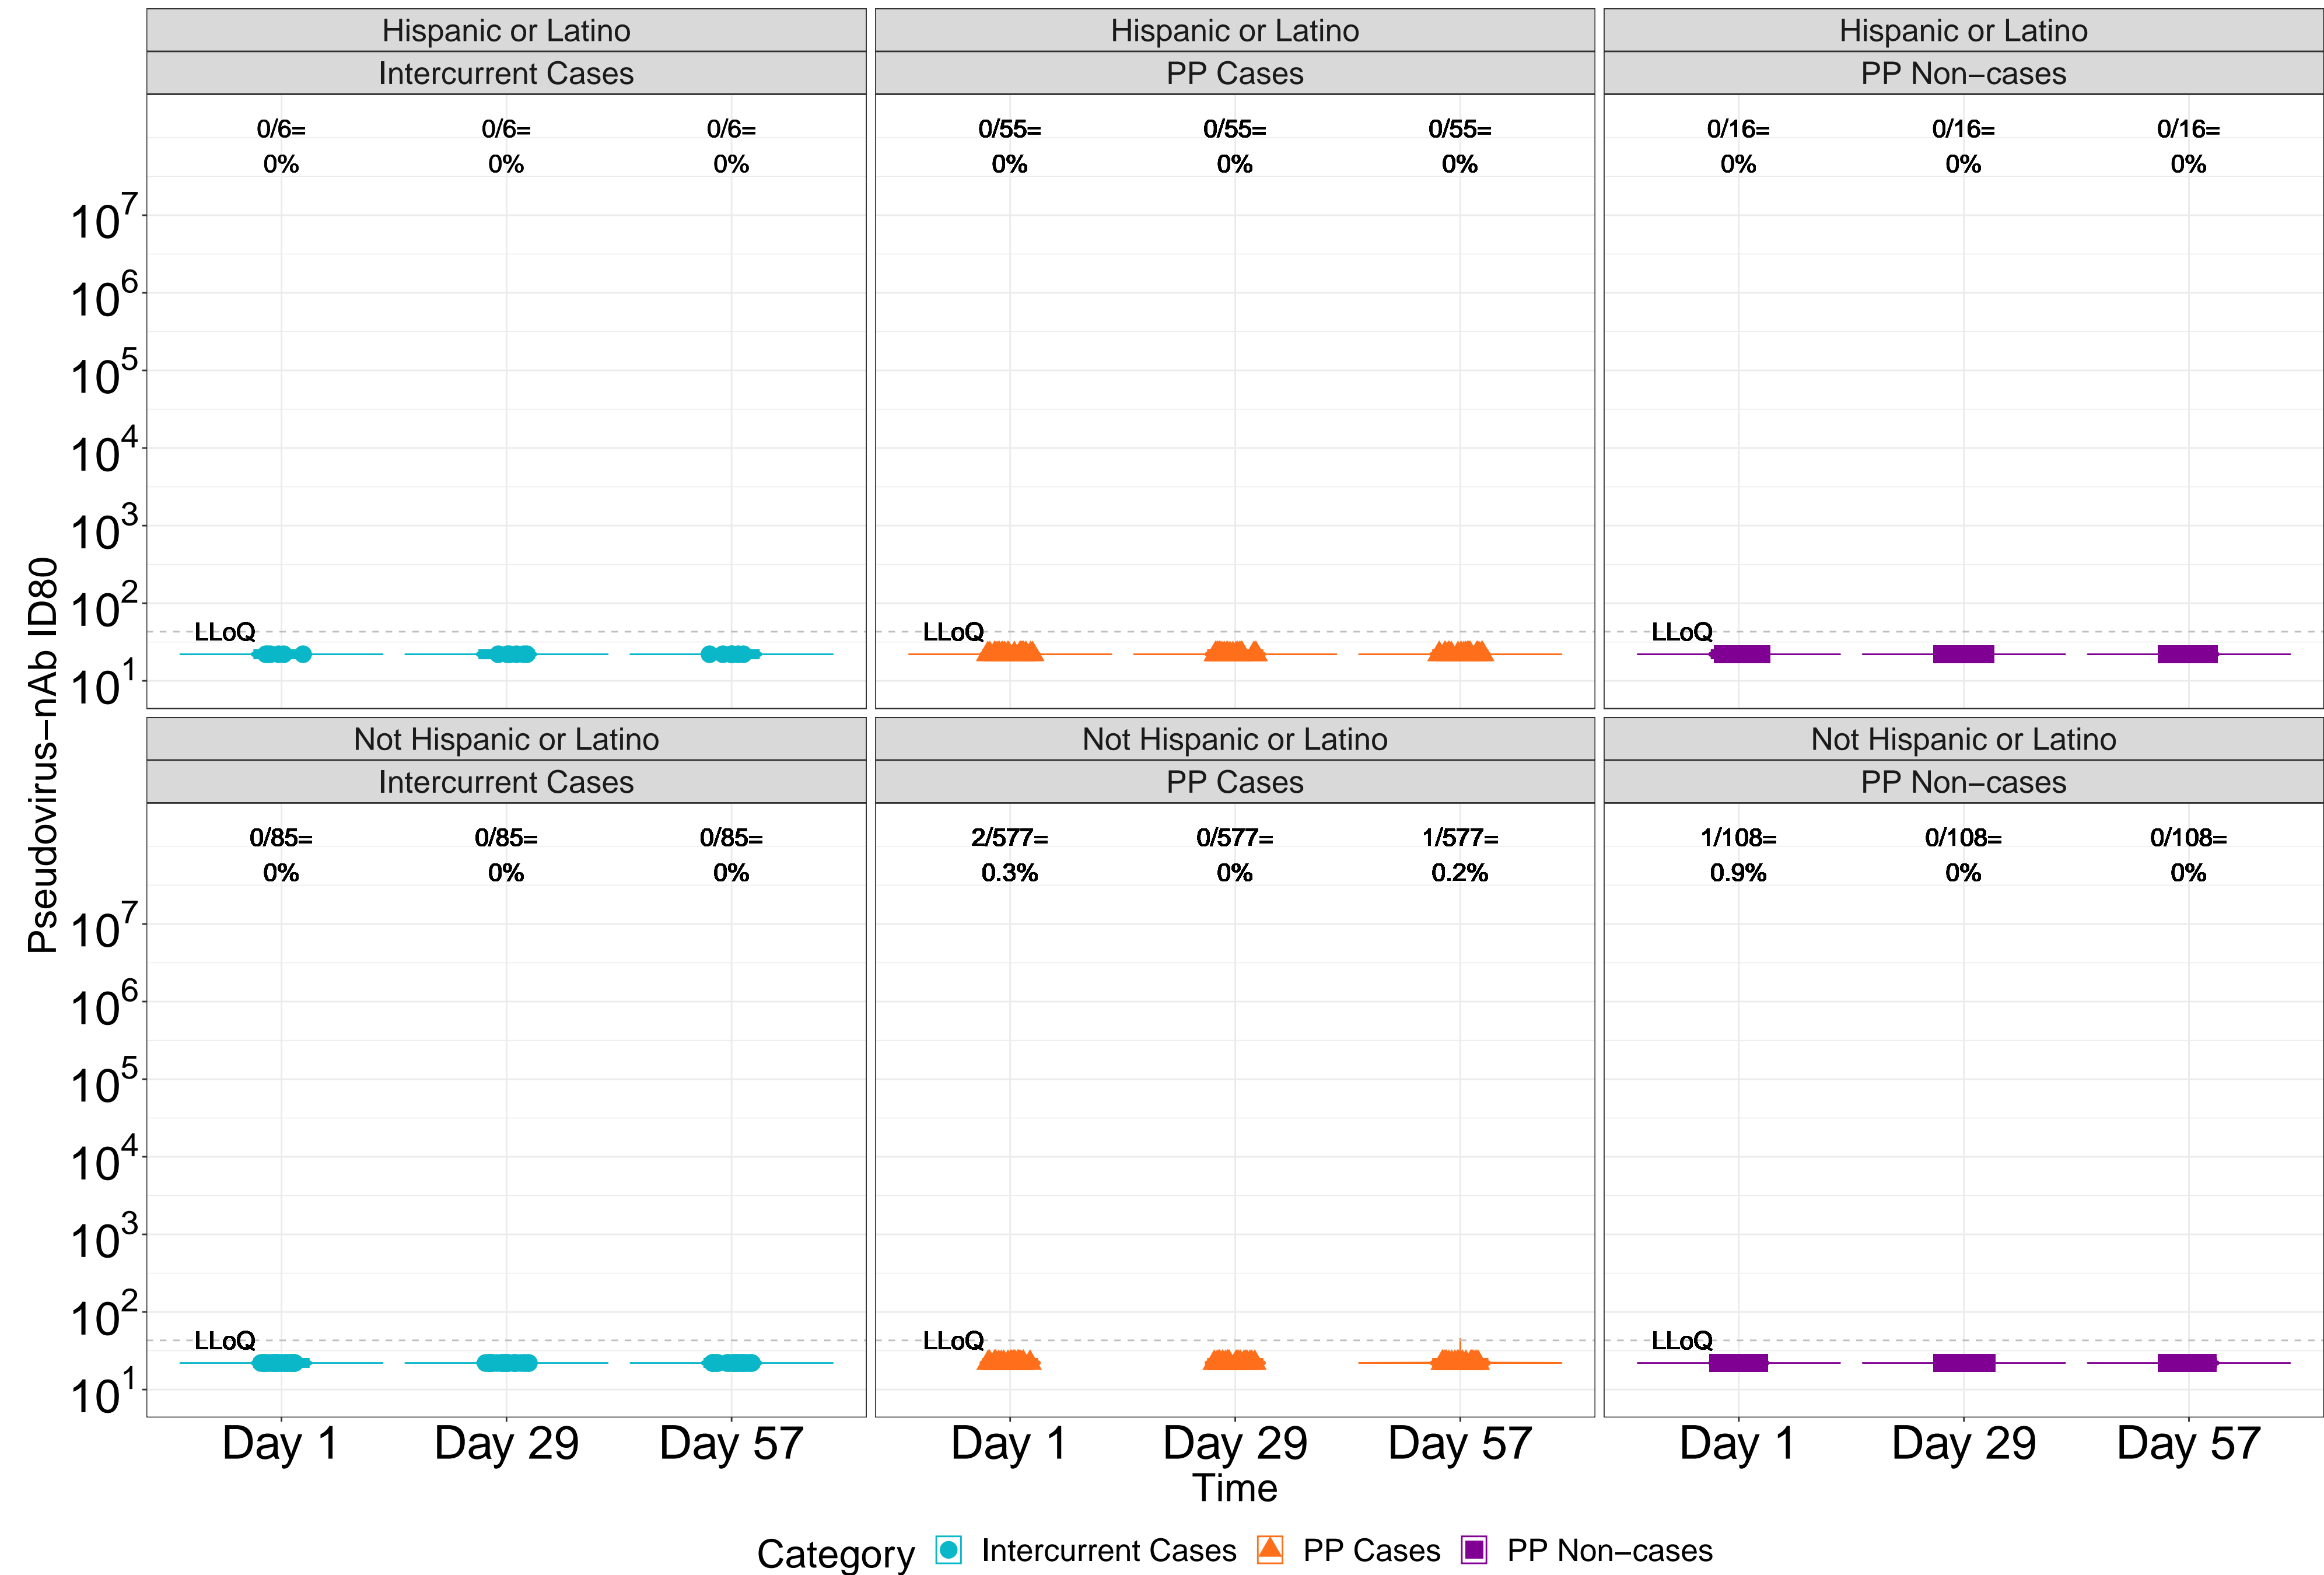 Hispanic or Latino Hispanic or Latino Hispanic or Latino
Intercurrent Cases PP Cases PP Non−cases
0/6= 0/6= 0/6= 0/55= 0/55= 0/55= 0/16= 0/16= 0/16=
0% 0% 0% 0% 0% 0% 0% 0% 0%
10^7
10^6
10^5
10^4
10^3
10^2
LLoQ LLoQ LLoQ
10^1
Pseudovirus−nAb ID80
Not Hispanic or Latino Not Hispanic or Latino Not Hispanic or Latino
Intercurrent Cases PP Cases PP Non−cases
0/85= 0/85= 0/85= 2/577= 0/577= 1/577= 1/108= 0/108= 0/108=
0% 0% 0% 0.3% 0% 0.2% 0.9% 0% 0%
10^7
10^6
10^5
10^4
10^3
10^2
LLoQ LLoQ LLoQ
10^1
Day 1 Day 29 Day 57 Day 1 Day 29 Day 57 Day 1 Day 29 Day 57
Time
Category Intercurrent Cases PP Cases PP Non−cases